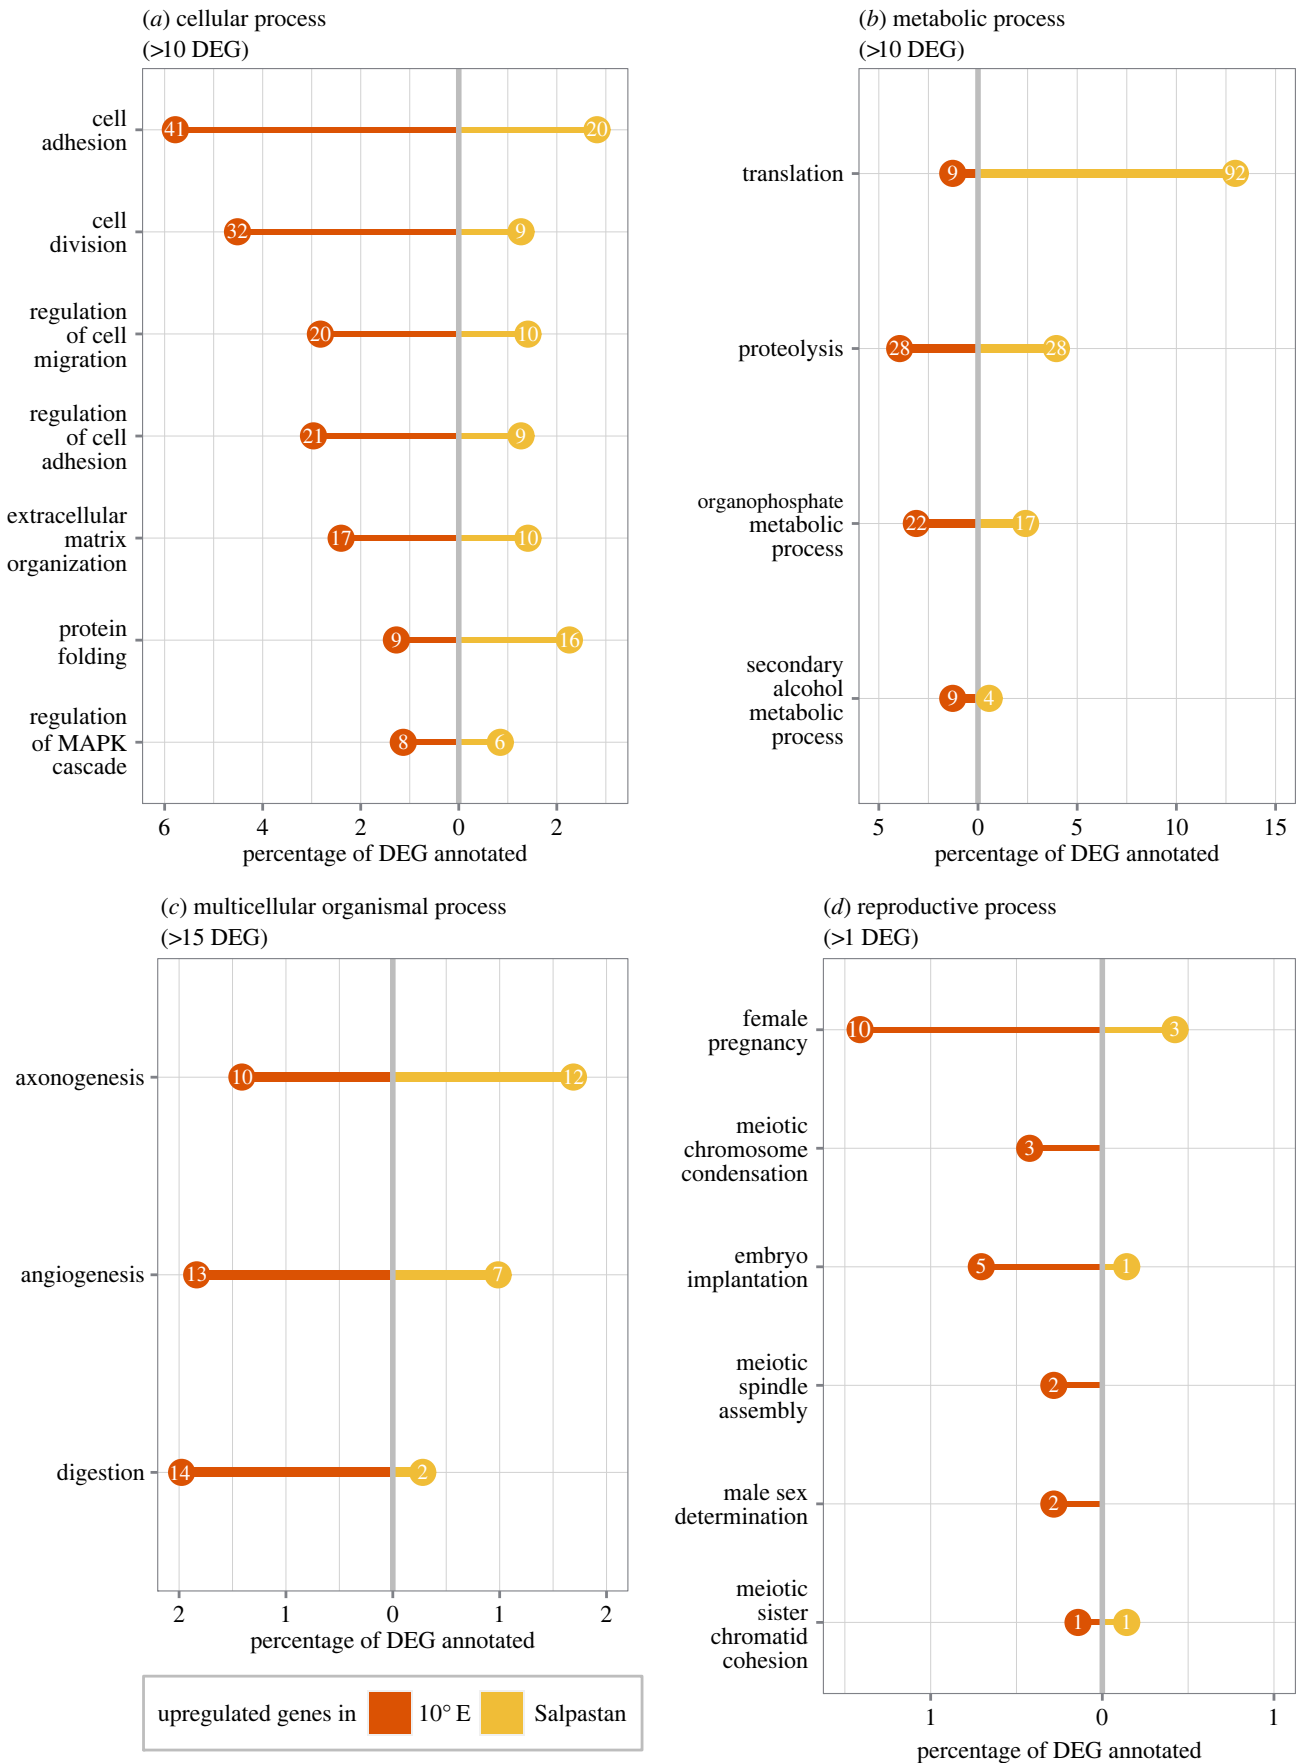 (a) cellular process
(>10 DEG)
cell
adhesion
41
20
cell
division
32
9
regulation
of cell
migration
20
10
regulation
of cell
adhesion
21
9
extracellular
matrix
organization
17
10
protein
folding
9
16
regulation
of MAPK
cascade
8
6
6 4 2 0 2
percentage of DEG annotated
(b) metabolic process
(>10 DEG)
translation
9
92
proteolysis
28
28
organophosphate
metabolic
process
22
17
secondary
alcohol
metabolic
process
9
4
5 0 5 10 15
percentage of DEG annotated
(c) multicellular organismal process
(>15 DEG)
axonogenesis
10
12
angiogenesis
13
7
digestion
14
2
2 1 0 1 2
percentage of DEG annotated
(d) reproductive process
(>1 DEG)
female
pregnancy
10
3
meiotic
chromosome
condensation
3
embryo
implantation
5
1
meiotic
spindle
assembly
2
male sex
determination
2
meiotic
sister
chromatid
cohesion
1
1
1 0 1
percentage of DEG annotated
upregulated genes in 10° E Salpastan